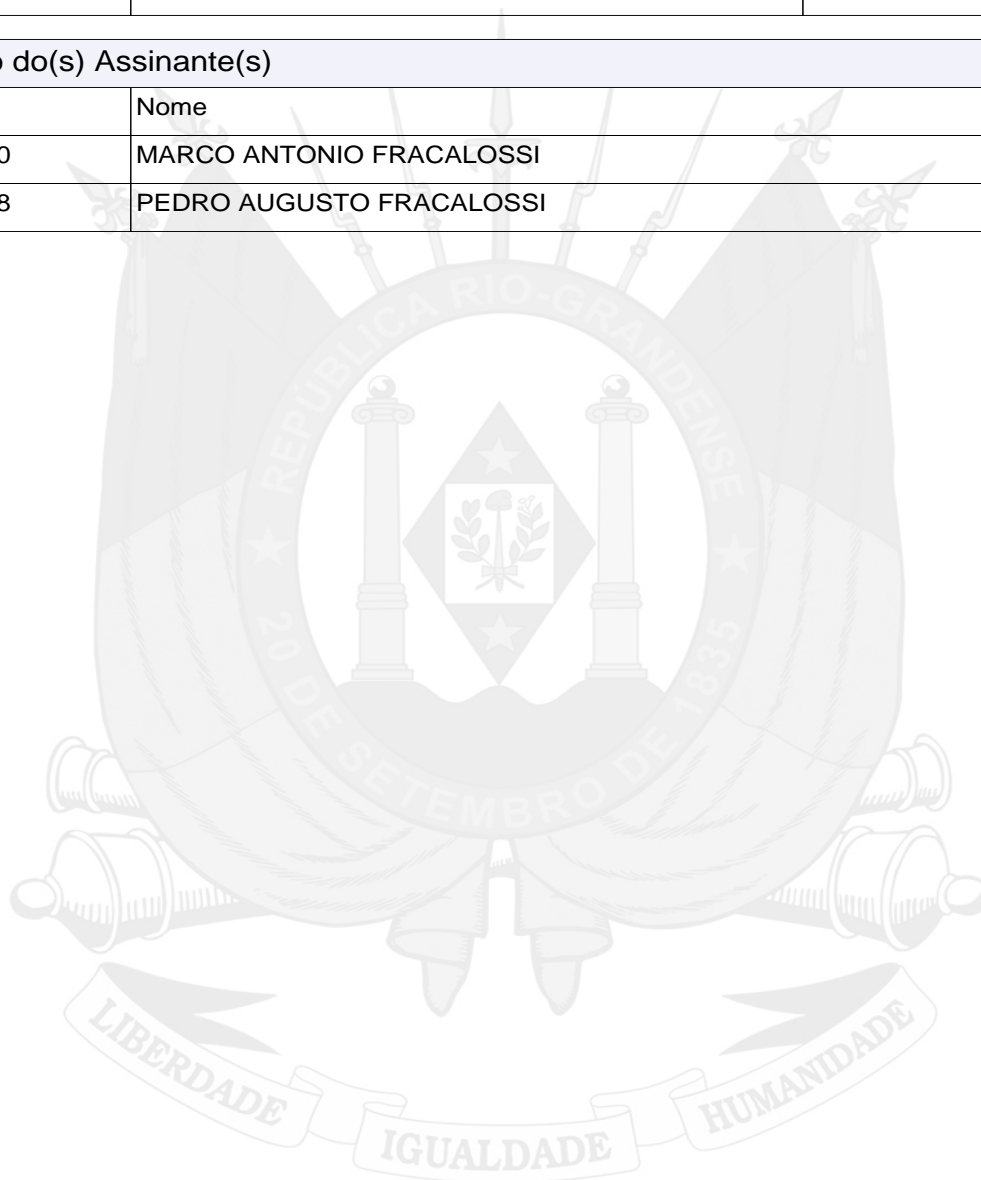 o do(s) Assinante(s)
Nome
0 MARCO ANTONIO FRACALOSSI
8 PEDRO AUGUSTO FRACALOSSI
REPÚBLICA RIO-GRANDENSE
★ 20 DE SETEMBRO DE 1835 ★
LIBERDADE
IGUALDADE
HUMANIDADE